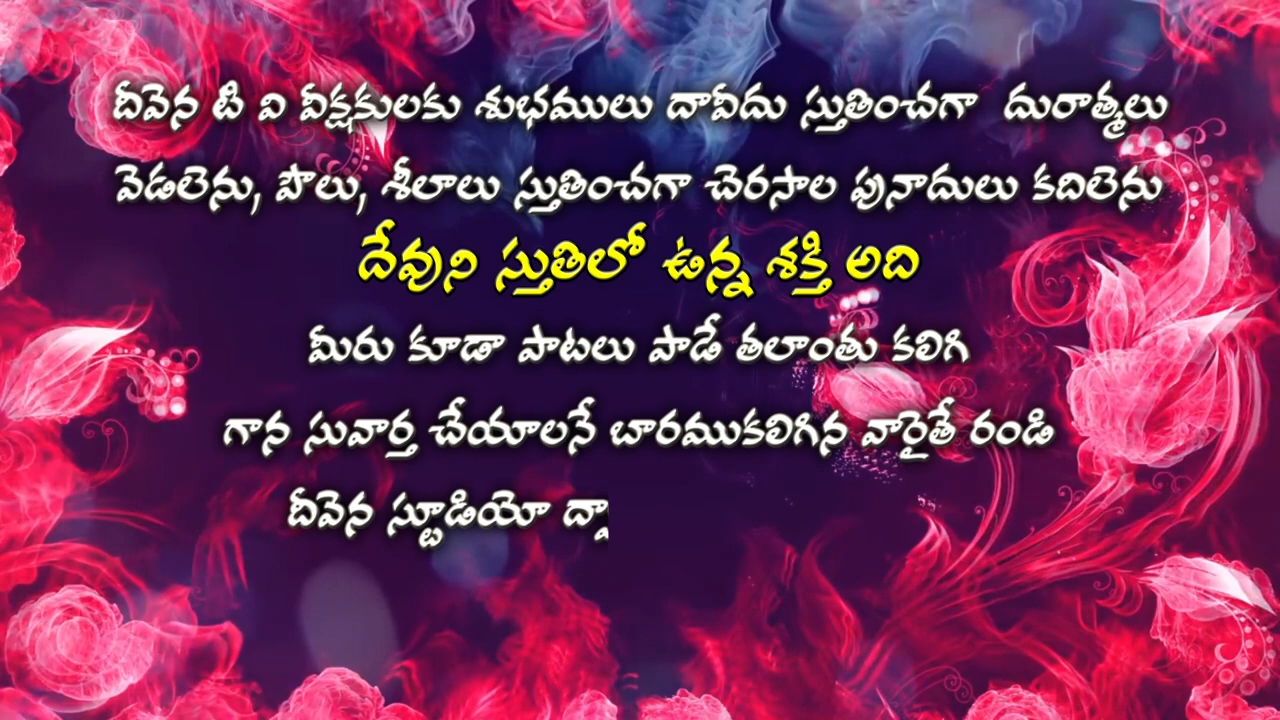 దీవెన టి వి వీక్షకులకు శుభములు దావీదు స్తుతించగా దురాత్మలు
వెడలెను, పౌలు, శీలాలు స్తుతించగా చెరసాల పునాదులు కదిలెను
దేవుని స్తుతిలో ఉన్న శక్తి అది
మీరు కూడా పాటలు పాడే తలాంతు కలిగి
గాన సువార్త చేయాలనే బారముకలిగిన వారైతే రండి
దీవెన స్టూడియో